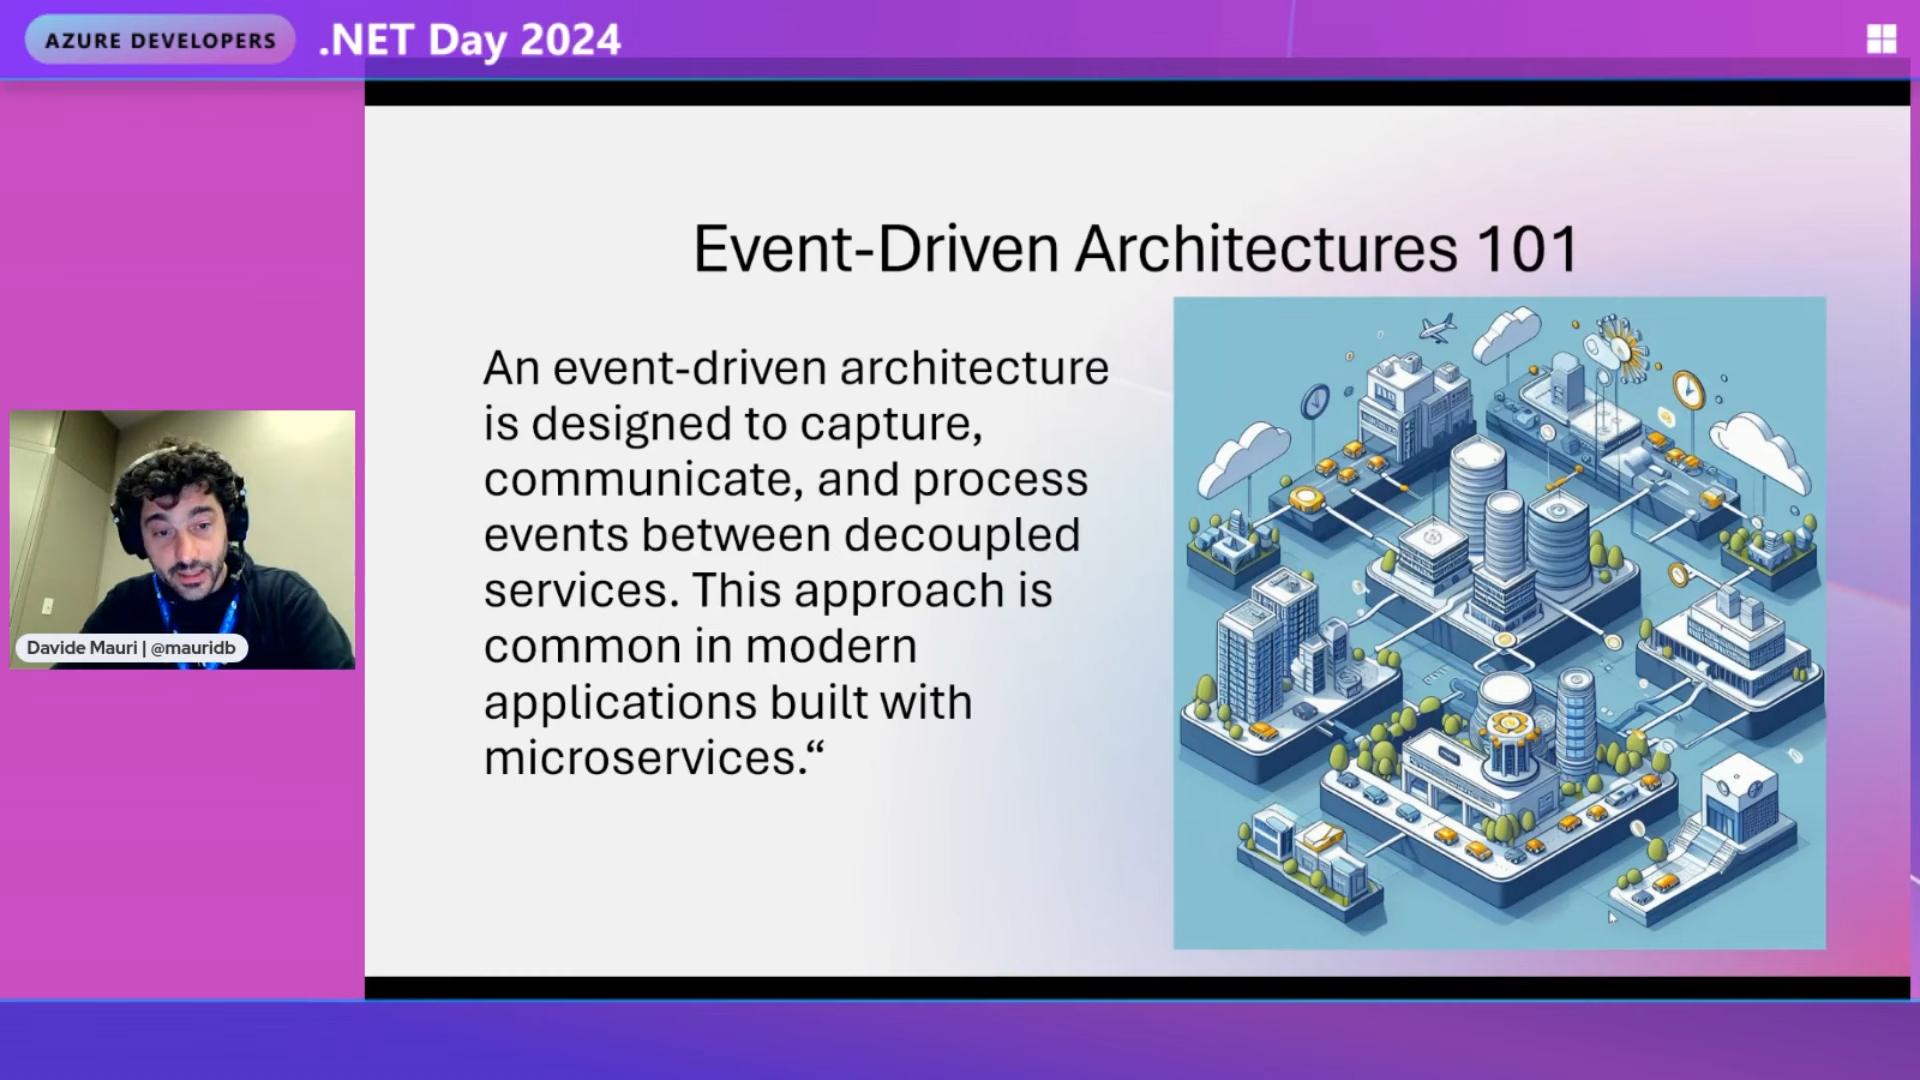 AZURE DEVELOPERS
.NET Day 2024
Event-Driven Architectures 101
An event-driven architecture
is designed to capture,
communicate, and process
events between decoupled
services. This approach is
common in modern
applications built with
microservices.“
Davide Mauri | @mauridb